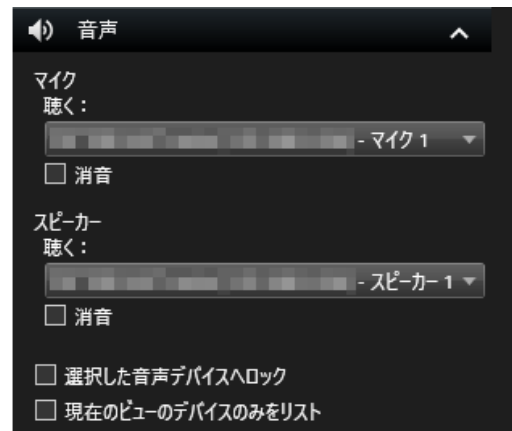 音声
マイク
聴く：
- マイク 1
消音
スピーカー
聴く：
- スピーカー 1
消音
選択した音声デバイスへロック
現在のビューのデバイスのみをリスト